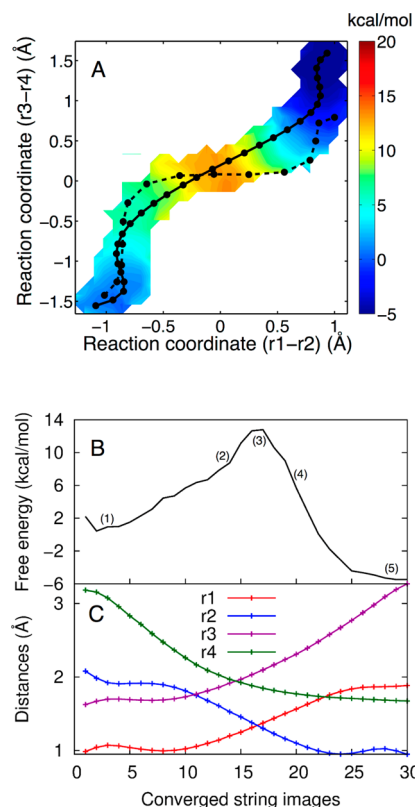 kcal/mol
A
Reaction coordinate (r3−r4) (Å)
1.5
1.0
0.5
0
−0.5
−1.0
−1.5
−1 −0.5 0 0.5 1
Reaction coordinate (r1−r2) (Å)
20
15
10
5
0
−5
B
Free energy (kcal/mol)
14
10
6
2
−2
−6
(1)
(2)
(3)
(4)
(5)
C
Distances (Å)
3
2
1
r1
r2
r3
r4
0 5 10 15 20 25 30
Converged string images